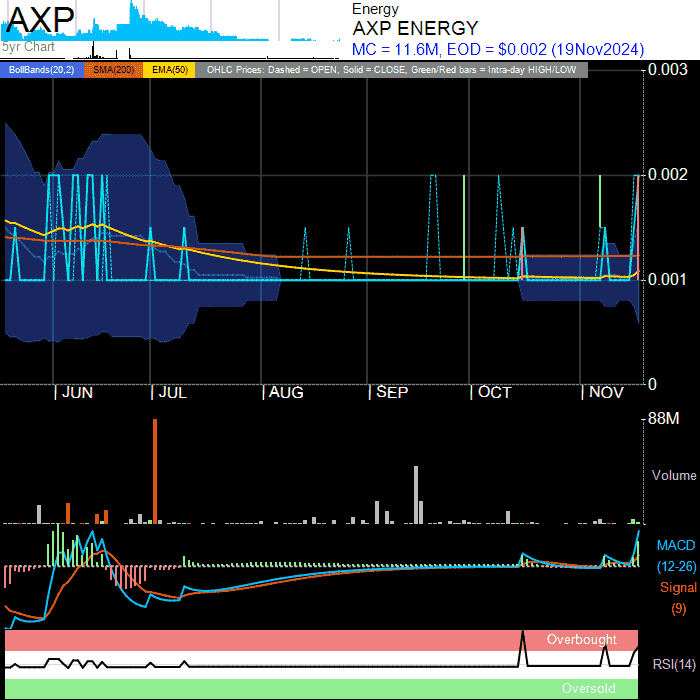 AXP
5yr Chart
Energy
AXP ENERGY
MC = 11.6M, EOD = $0.002 (19Nov2024)
BollBands(20,2) SMA(200) EMA(50) OHLC Prices: Dashed = OPEN, Solid = CLOSE, Green/Red bars = Intra-day HIGH/LOW
0.003
0.002
0.001
0
JUN JUL AUG SEP OCT NOV
88M
Volume
MACD
(12-26)
Signal
(9)
Overbought
RSI(14)
Oversold